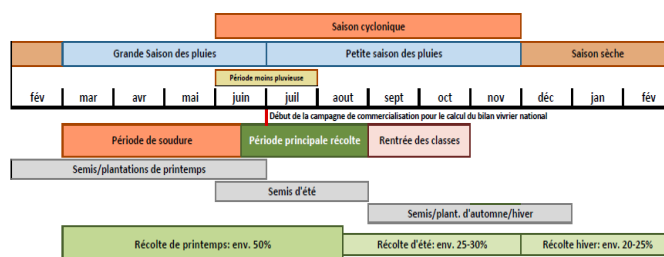 Saison cyclonique
Grande Saison des pluies
Petite saison des pluies
Saison sèche
Période moins pluvieuse
fév mar avr mai juin juil aout sept oct nov déc jan fév
Début de la campagne de commercialisation pour le calcul du bilan vivrier national
Période de soudure
Période principale récolte
Rentrée des classes
Semis/plantations de printemps
Semis d'été
Semis/plant. d'automne/hiver
Récolte de printemps: env. 50%
Récolte d'été: env. 25-30%
Récolte hiver: env. 20-25%